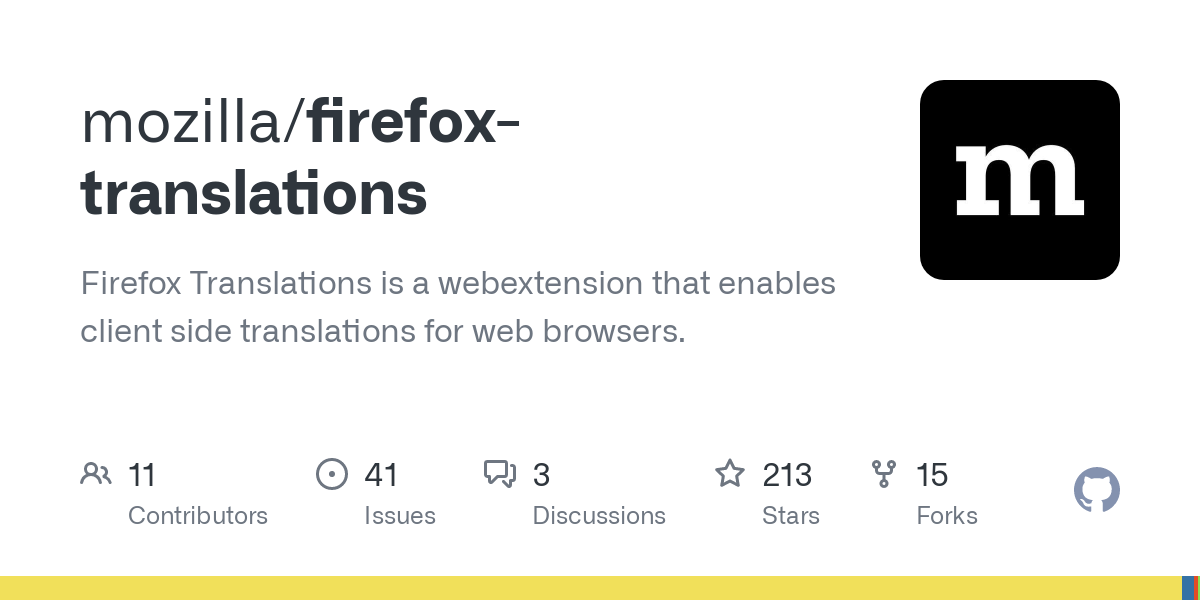 mozilla/firefox-
translations
m
Firefox Translations is a webextension that enables
client side translations for web browsers.
11 41 3 213 15
Contributors Issues Discussions Stars Forks